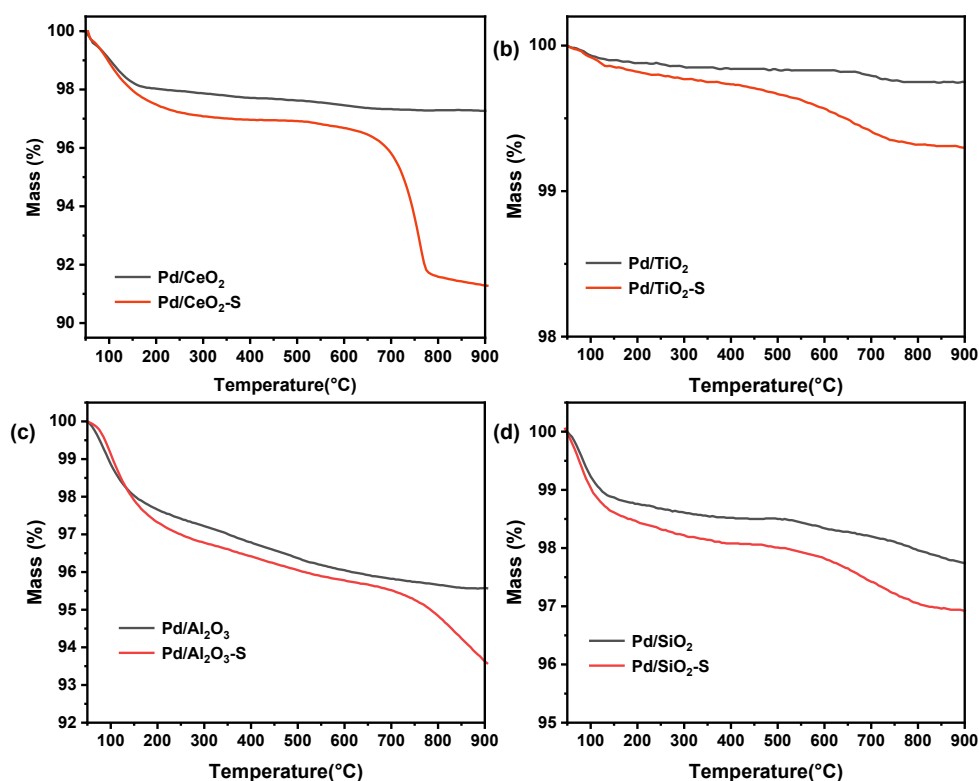 100
98
96
94
92
90
Mass (%)
Pd/CeO₂
Pd/CeO₂-S
100 200 300 400 500 600 700 800 900
Temperature(°C)
(b)
100
99
98
Mass (%)
Pd/TiO₂
Pd/TiO₂-S
100 200 300 400 500 600 700 800 900
Temperature(°C)
(c)
100
99
98
97
96
95
94
93
92
Mass (%)
Pd/Al₂O₃
Pd/Al₂O₃-S
100 200 300 400 500 600 700 800 900
Temperature(°C)
(d)
100
99
98
97
96
95
Mass (%)
Pd/SiO₂
Pd/SiO₂-S
100 200 300 400 500 600 700 800 900
Temperature(°C)